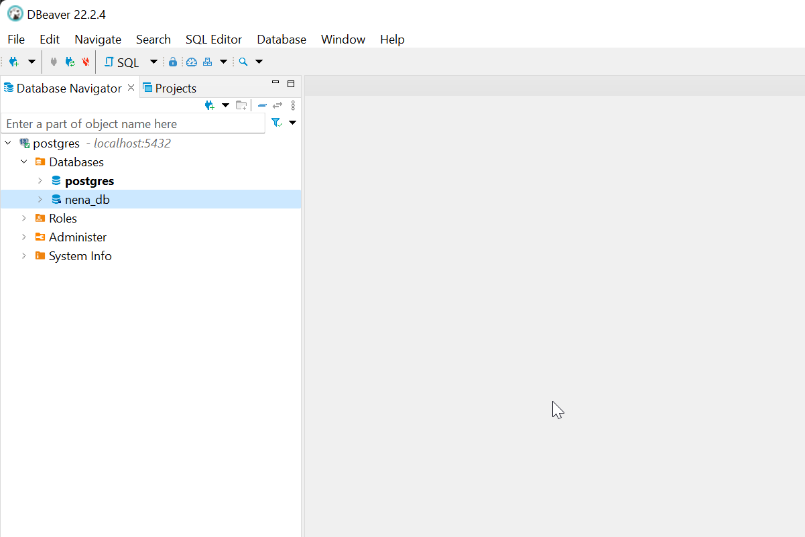 DBeaver 22.2.4
File Edit Navigate Search SQL Editor Database Window Help
SQL
Database Navigator Projects
Enter a part of object name here
postgres - localhost:5432
Databases
postgres
nena_db
Roles
Administer
System Info